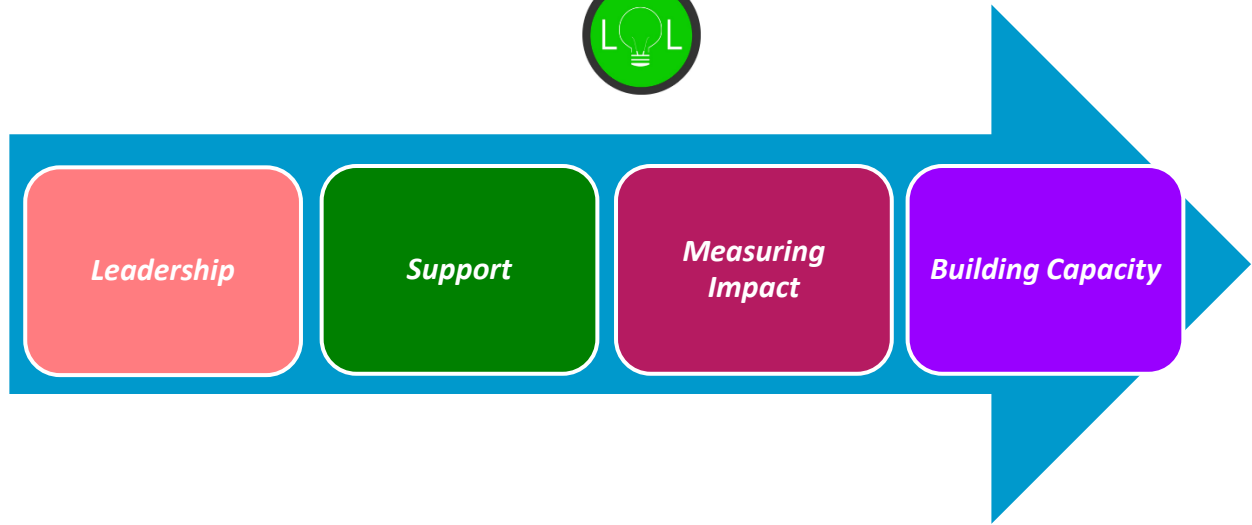 L L
Leadership
Support
Measuring
Impact
Building Capacity